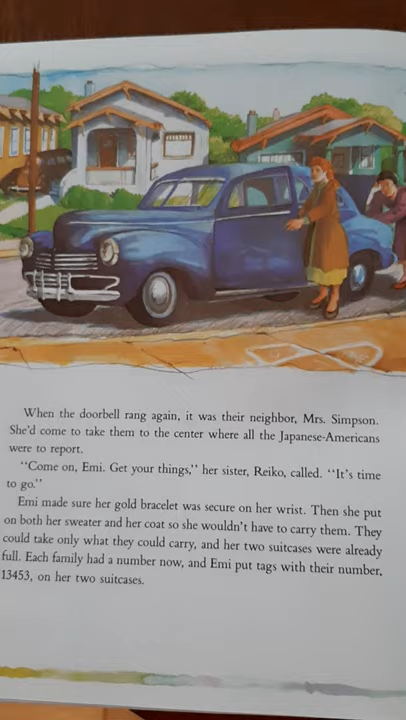 When the doorbell rang again, it was their neighbor, Mrs. Simpson.
She'd come to take them to the center where all the Japanese-Americans
were to report.
"Come on, Emi. Get your things," her sister, Reiko, called. "It's time
to go."
Emi made sure her gold bracelet was secure on her wrist. Then she put
on both her sweater and her coat so she wouldn't have to carry them. They
could take only what they could carry, and her two suitcases were already
full. Each family had a number now, and Emi put tags with their number,
13453, on her two suitcases.